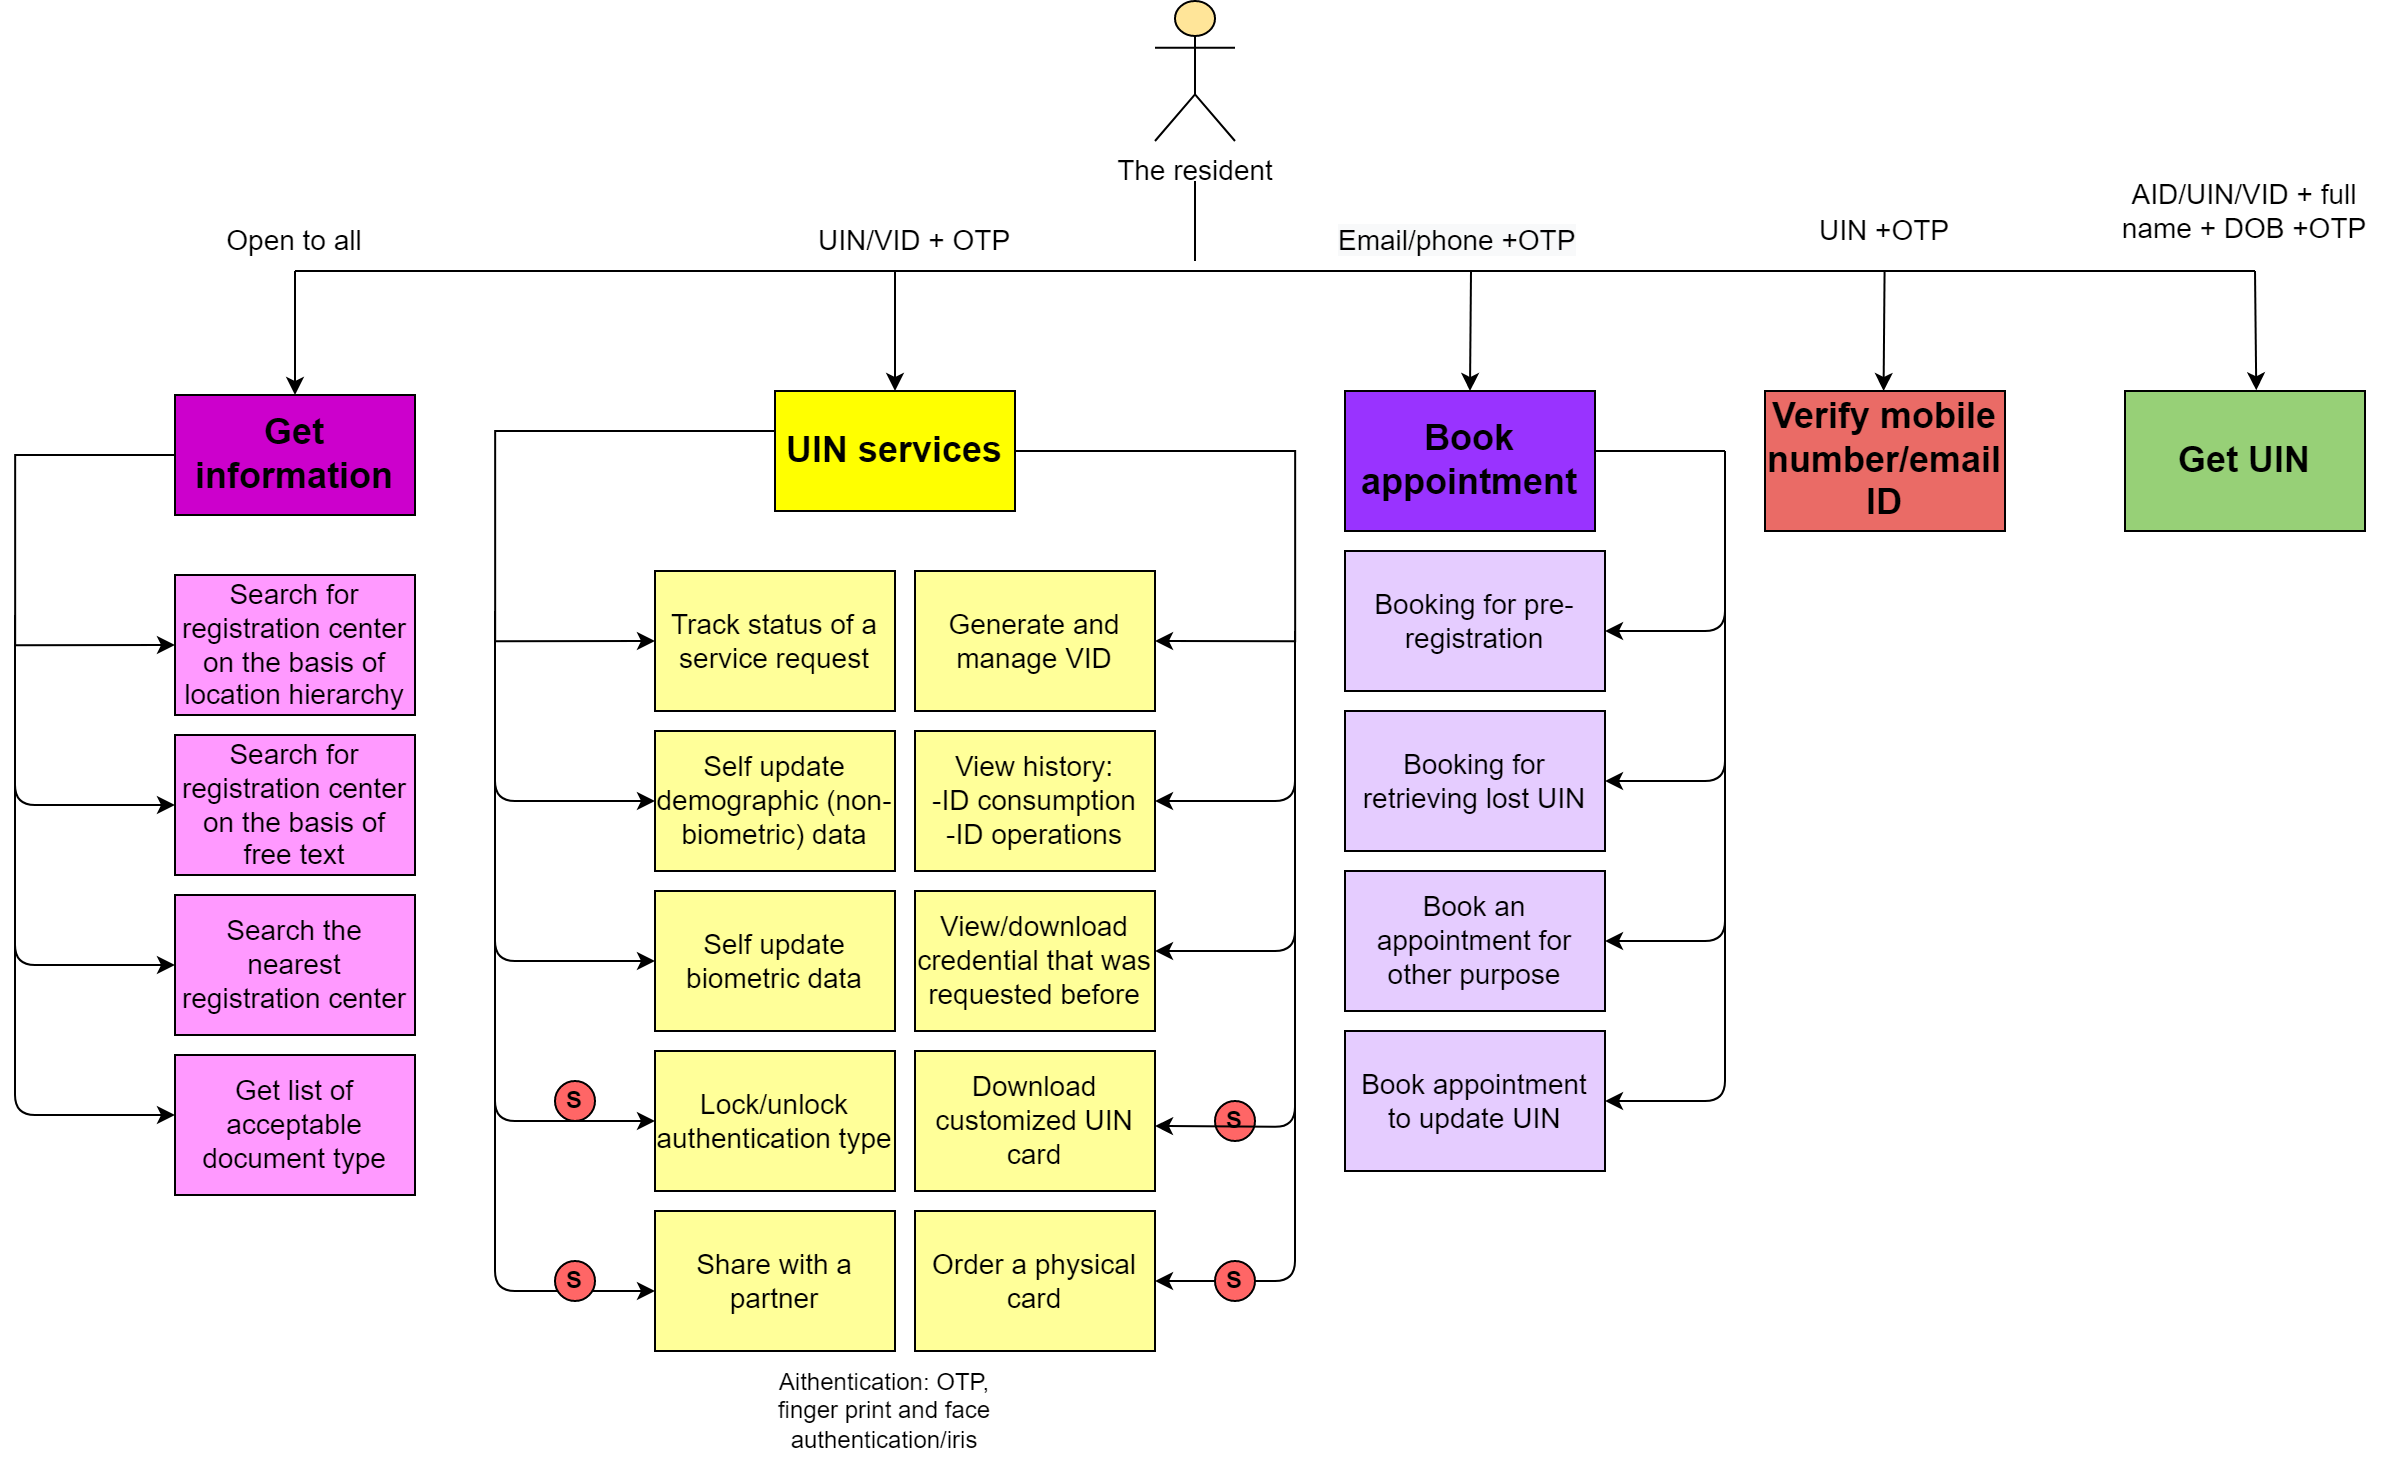 The resident
Open to all
UIN/VID + OTP
Email/phone +OTP
UIN +OTP
AID/UIN/VID + full
name + DOB +OTP
Get
information
UIN services
Book
appointment
Verify mobile
number/email
ID
Get UIN
Search for
registration center
on the basis of
location hierarchy
Search for
registration center
on the basis of
free text
Search the
nearest
registration center
Get list of
acceptable
document type
Track status of a
service request
Self update
demographic (non-
biometric) data
Self update
biometric data
S
Lock/unlock
authentication type
S
Share with a
partner
Generate and
manage VID
View history:
-ID consumption
-ID operations
View/download
credential that was
requested before
Download
customized UIN
card
S
Order a physical
card
S
Aithentication: OTP,
finger print and face
authentication/iris
Booking for pre-
registration
Booking for
retrieving lost UIN
Book an
appointment for
other purpose
Book appointment
to update UIN